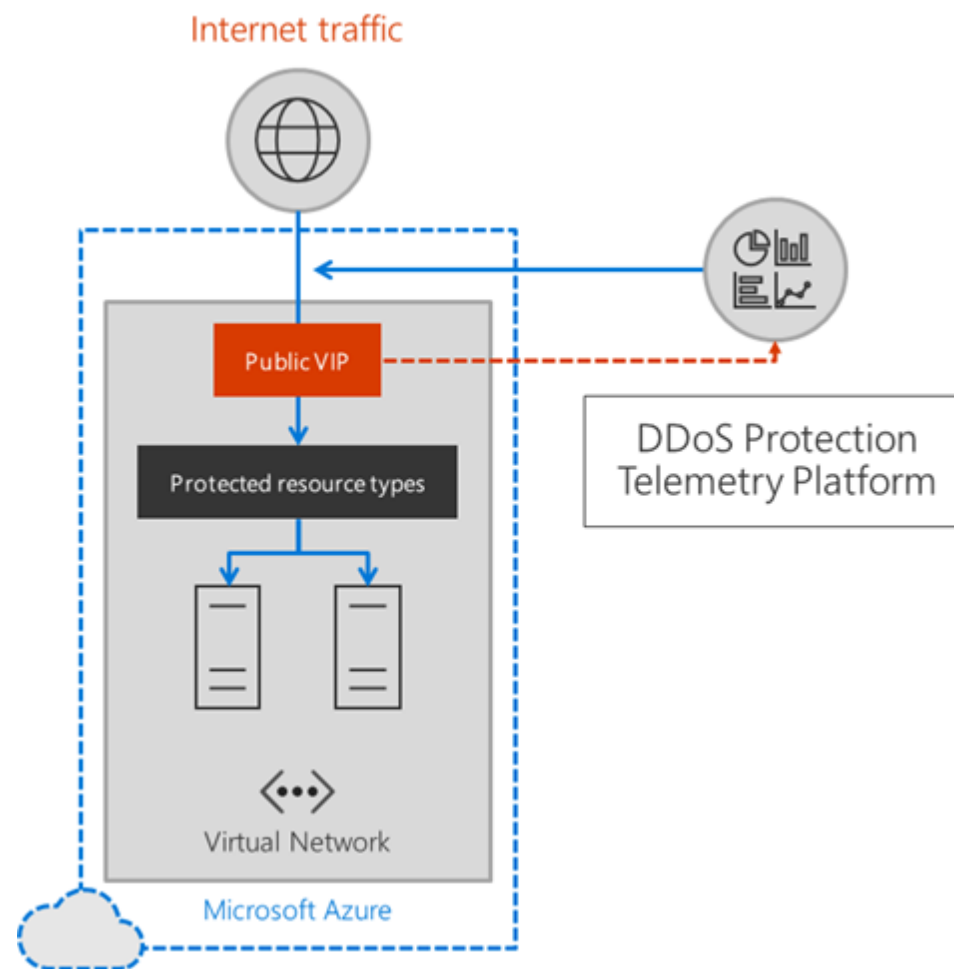 Internet traffic
Public VIP
DDoS Protection
Telemetry Platform
Protected resource types
Virtual Network
Microsoft Azure